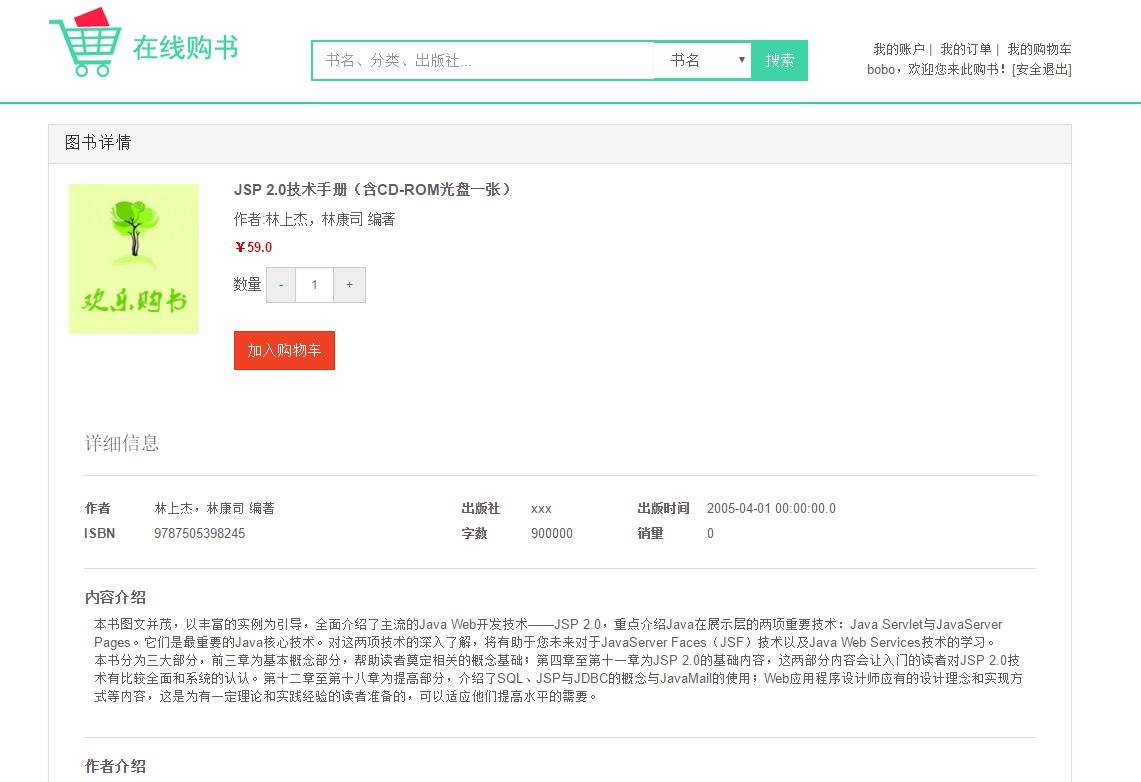 在线购书
书名、分类、出版社...
书名
搜索
我的账户 | 我的订单 | 我的购物车
bobo，欢迎您来此购书！[安全退出]
图书详情
欢乐购书
JSP 2.0技术手册（含CD-ROM光盘一张）
作者:林上杰，林康司 编著
￥59.0
数量 - 1 +
加入购物车
详细信息
作者 林上杰，林康司 编著 出版社 xxx 出版时间 2005-04-01 00:00:00.0
ISBN 9787505398245 字数 900000 销量 0
内容介绍
本书图文并茂，以丰富的实例为引导，全面介绍了主流的Java Web开发技术——JSP 2.0，重点介绍Java在展示层的两项重要技术：Java Servlet与JavaServer
Pages。它们是最重要的Java核心技术。对这两项技术的深入了解，将有助于您未来对于JavaServer Faces（JSF）技术以及Java Web Services技术的学习。
本书分为三大部分，前三章为基本概念部分，帮助读者奠定相关的概念基础；第四章至第十一章为JSP 2.0的基础内容，这两部分内容会让入门的读者对JSP 2.0技
术有比较全面和系统的认认。第十二章至第十八章为提高部分，介绍了SQL、JSP与JDBC的概念与JavaMail的使用；Web应用程序设计师应有的设计理念和实现方
式等内容，这是为有一定理论和实践经验的读者准备的，可以适应他们提高水平的需要。
作者介绍